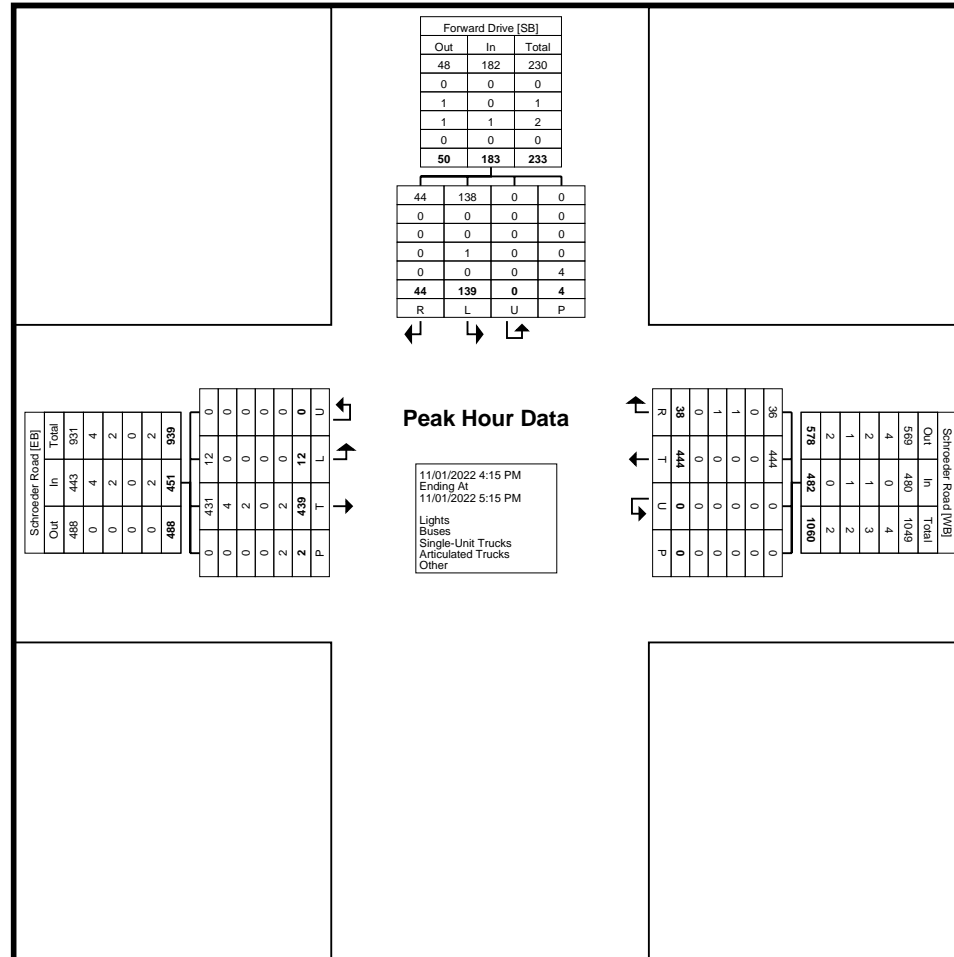 Forward Drive [SB]
Out In Total
48 182 230
0 0 0
1 0 1
1 1 2
0 0 0
50 183 233
44 138 0 0
0 0 0 0
0 0 0 0
0 1 0 0
0 0 0 4
44 139 0 4
R L U P
Schroeder Road [EB]
Out In Total
488 443 931
0 4 4
0 2 2
0 0 0
0 2 2
488 451 939
0 431 12 0
0 4 0 0
0 2 0 0
0 0 0 0
2 2 0 0
2 439 12 0
P T L U
Peak Hour Data
11/01/2022 4:15 PM
Ending At
11/01/2022 5:15 PM
Lights
Buses
Single-Unit Trucks
Articulated Trucks
Other
Schroeder Road [WB]
Out In Total
569 480 1049
4 0 4
2 1 3
1 1 2
2 0 2
578 482 1060
36 444 0 0
0 0 0 0
1 0 0 0
1 0 0 0
0 0 0 0
38 444 0 0
R T U P